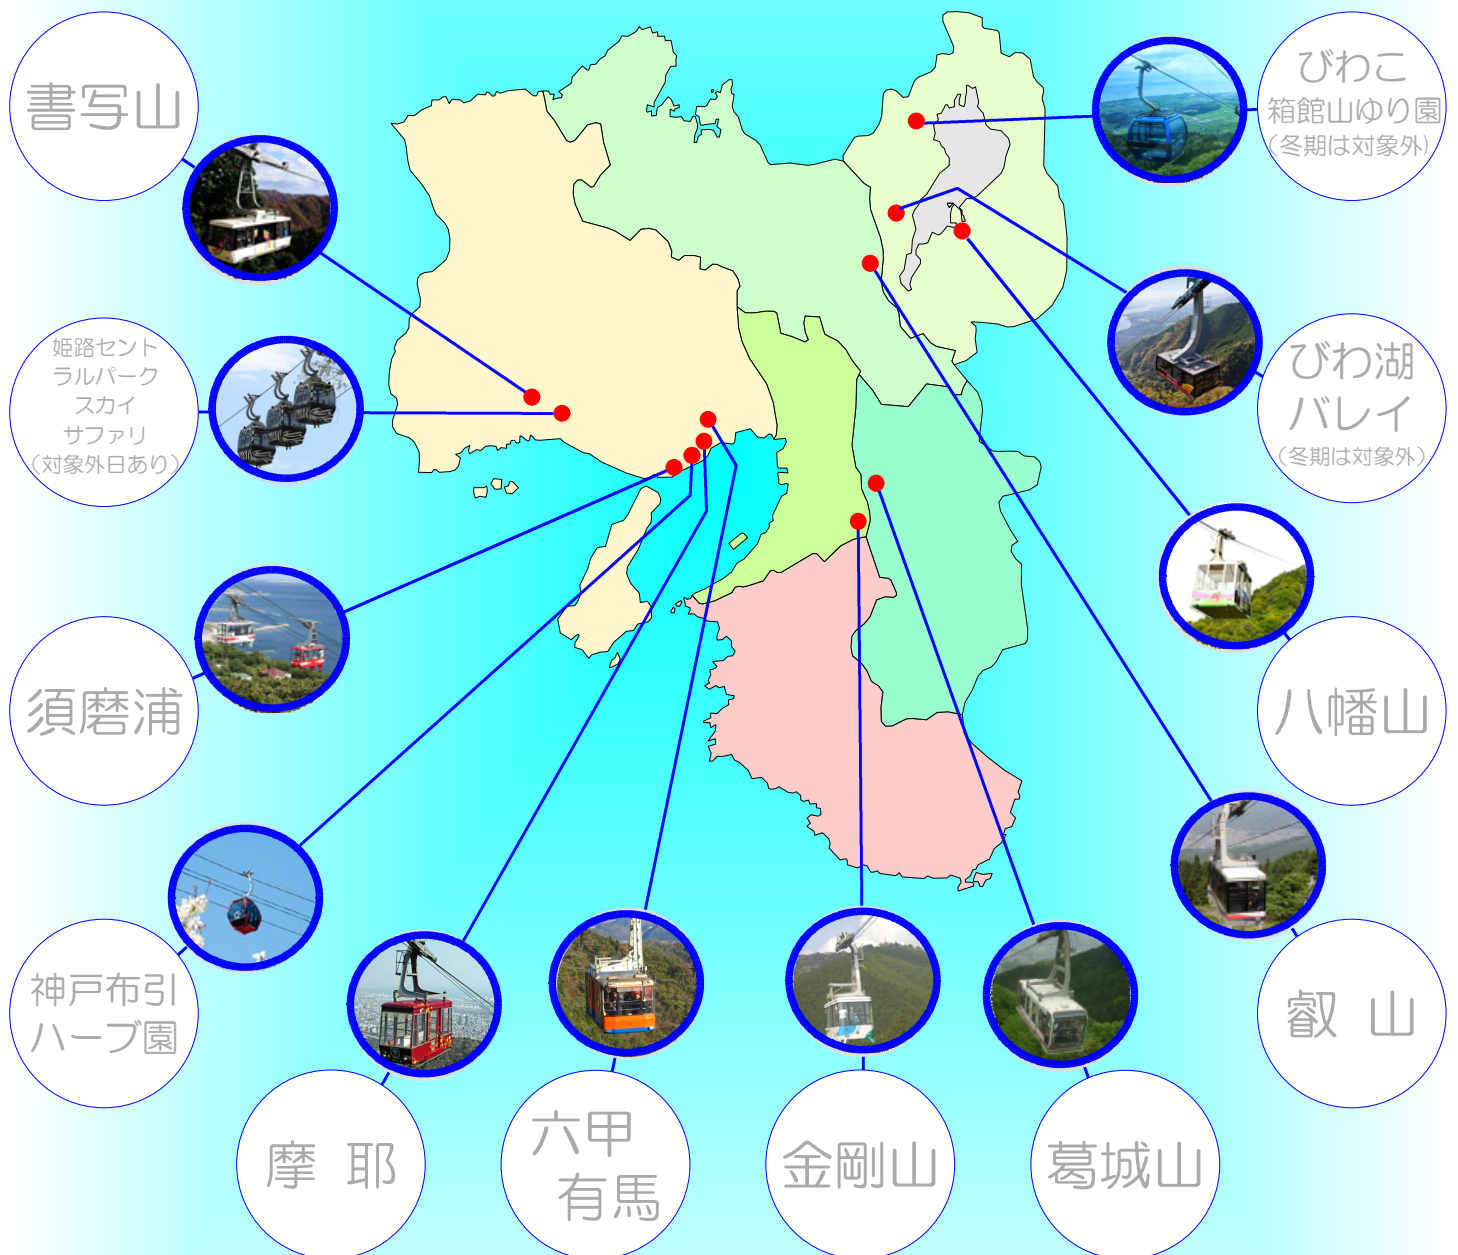 書写山
びわこ
箱館山ゆり園
(冬期は対象外)
姫路セント
ラルパーク
スカイ
サファリ
(対象外日あり)
びわ湖
バレイ
(冬期は対象外)
須磨浦
八幡山
神戸布引
ハーブ園
叡 山
摩 耶
六甲
有馬
金剛山
葛城山